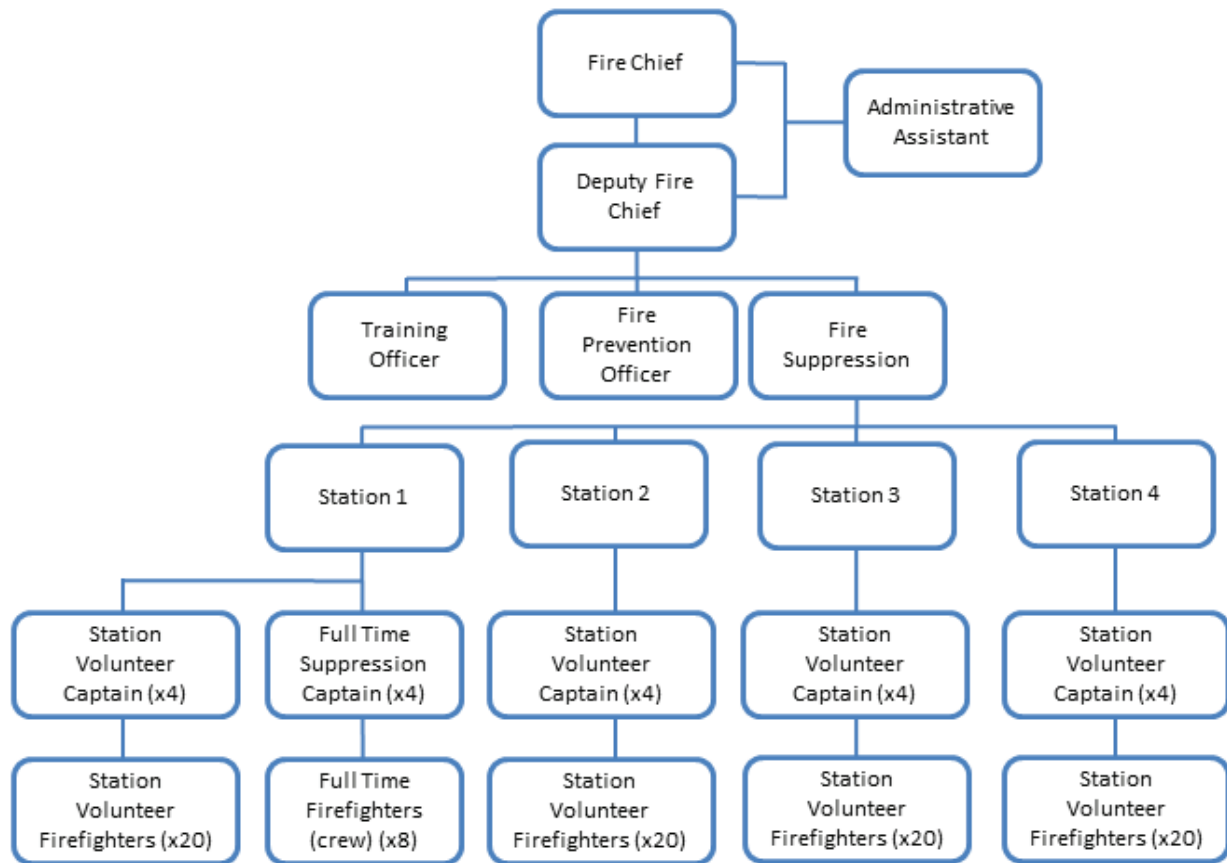 Fire Chief
Administrative
Assistant
Deputy Fire
Chief
Training
Officer
Fire
Prevention
Officer
Fire
Suppression
Station 1
Station 2
Station 3
Station 4
Station
Volunteer
Captain (x4)
Full Time
Suppression
Captain (x4)
Station
Volunteer
Captain (x4)
Station
Volunteer
Captain (x4)
Station
Volunteer
Captain (x4)
Station
Volunteer
Firefighters (x20)
Full Time
Firefighters
(crew) (x8)
Station
Volunteer
Firefighters (x20)
Station
Volunteer
Firefighters (x20)
Station
Volunteer
Firefighters (x20)